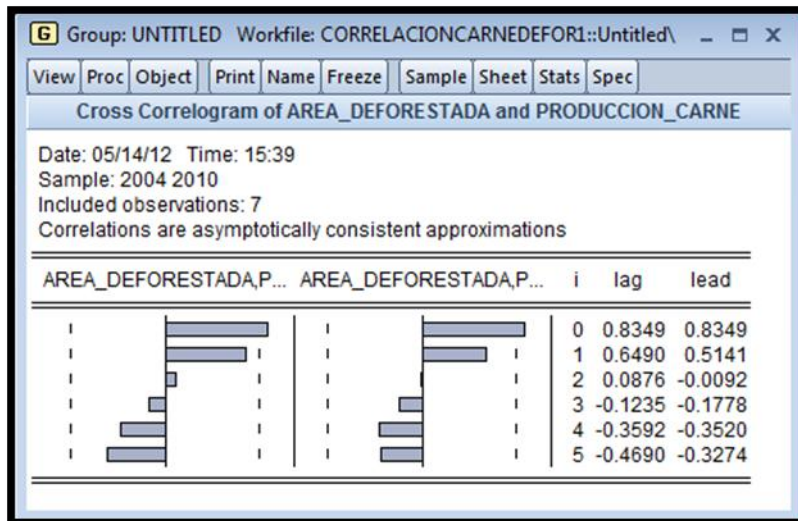 G Group: UNTITLED Workfile: CORRELACIONCARNEDEFOR1::Untitled\
View Proc Object Print Name Freeze Sample Sheet Stats Spec
Cross Correlogram of AREA_DEFORESTADA and PRODUCCION_CARNE
Date: 05/14/12 Time: 15:39
Sample: 2004 2010
Included observations: 7
Correlations are asymptotically consistent approximations
AREA_DEFORESTADA,P... AREA_DEFORESTADA,P... i lag lead
0 0.8349 0.8349
1 0.6490 0.5141
2 0.0876 -0.0092
3 -0.1235 -0.1778
4 -0.3592 -0.3520
5 -0.4690 -0.3274